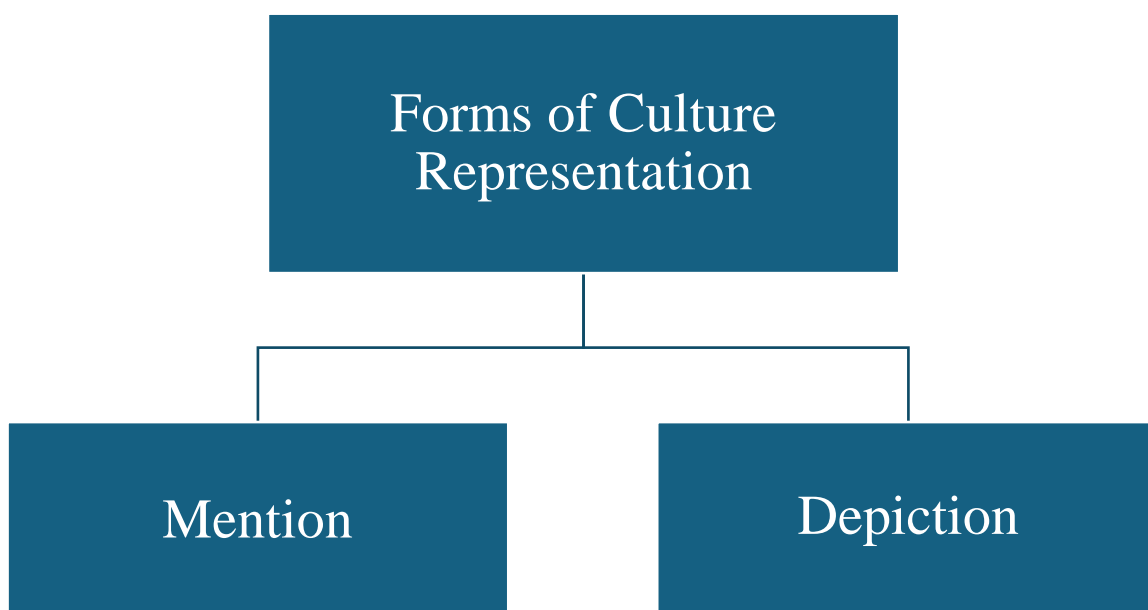 Forms of Culture
Representation
Mention
Depiction